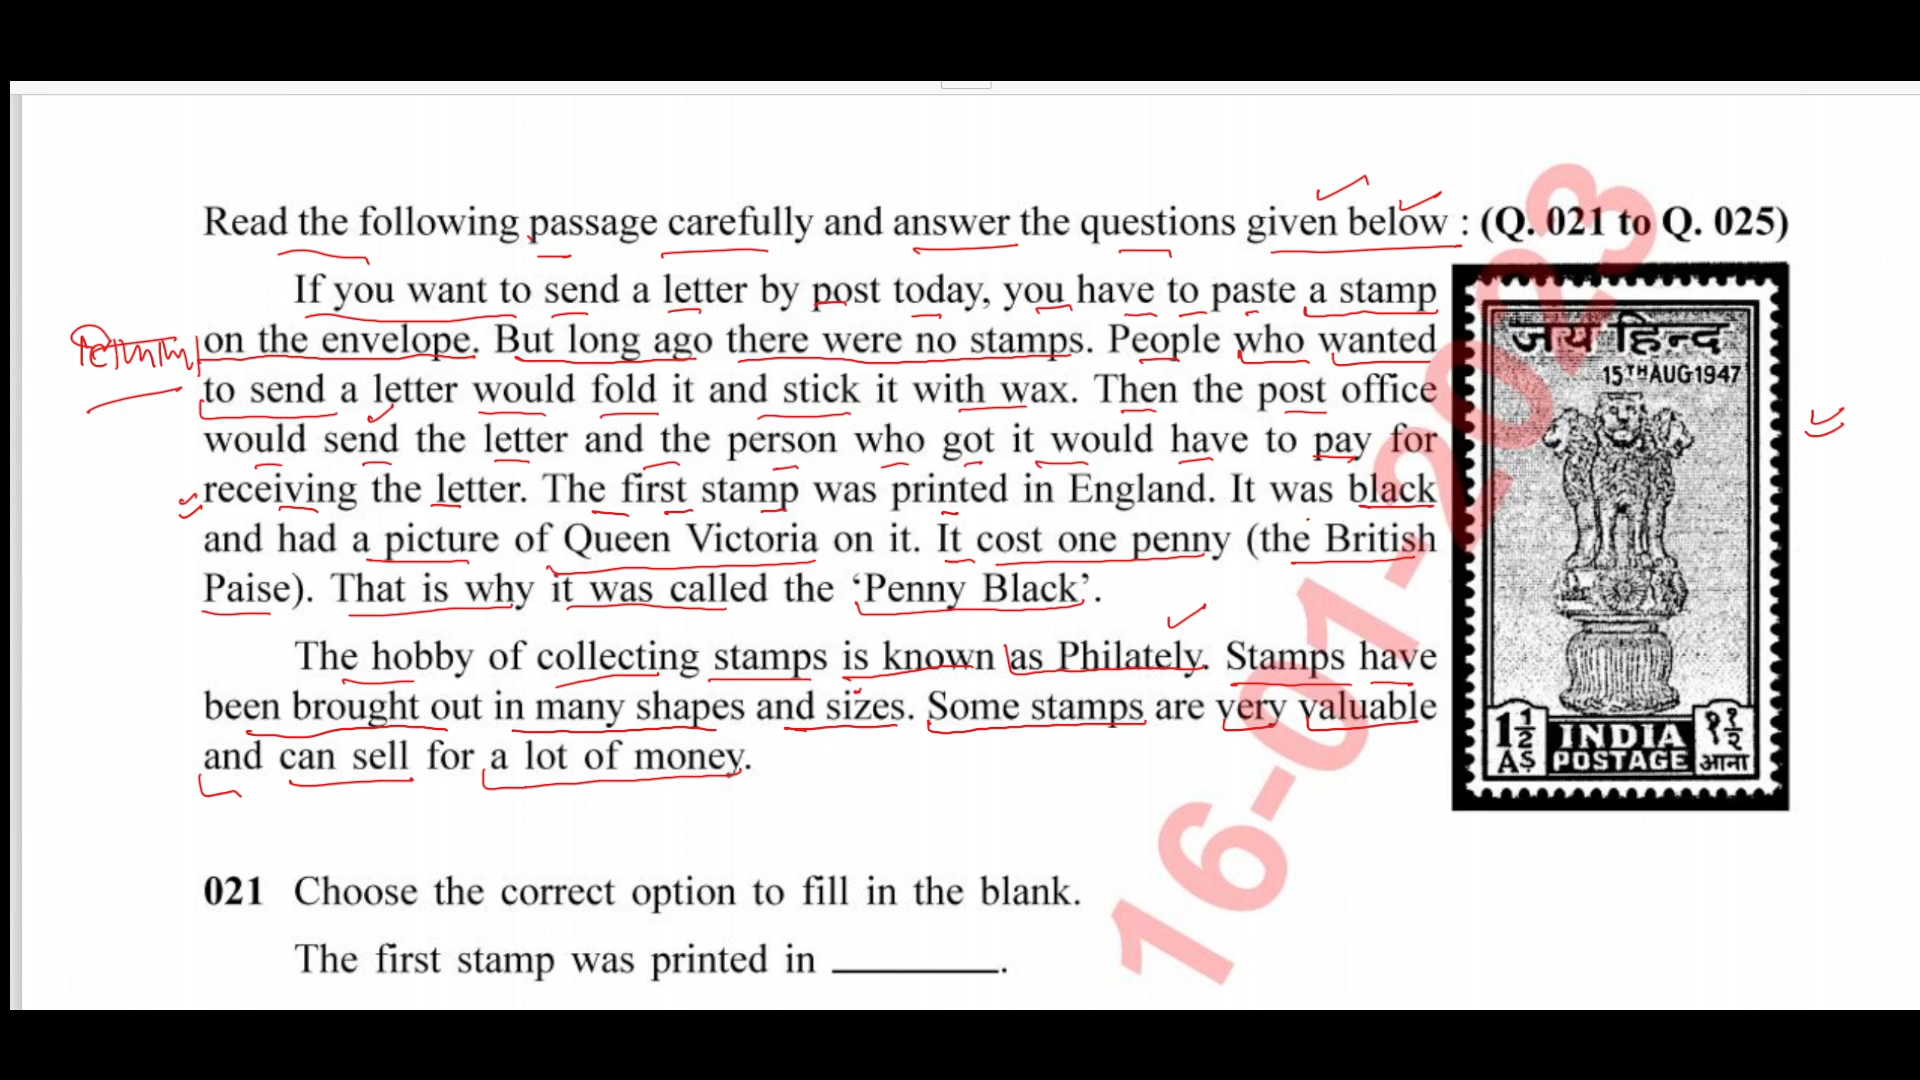 Read the following passage carefully and answer the questions given below : (Q. 021 to Q. 025)
If you want to send a letter by post today, you have to paste a stamp
on the envelope. But long ago there were no stamps. People who wanted
to send a letter would fold it and stick it with wax. Then the post office
would send the letter and the person who got it would have to pay for
receiving the letter. The first stamp was printed in England. It was black
and had a picture of Queen Victoria on it. It cost one penny (the British
Paise). That is why it was called the ‘Penny Black’.
The hobby of collecting stamps is known as Philately. Stamps have
been brought out in many shapes and sizes. Some stamps are very valuable
and can sell for a lot of money.
जय हिन्द
15TH AUG 1947
1½ AS
INDIA POSTAGE
१½ आना
16-01-2023
021 Choose the correct option to fill in the blank.
The first stamp was printed in ________.